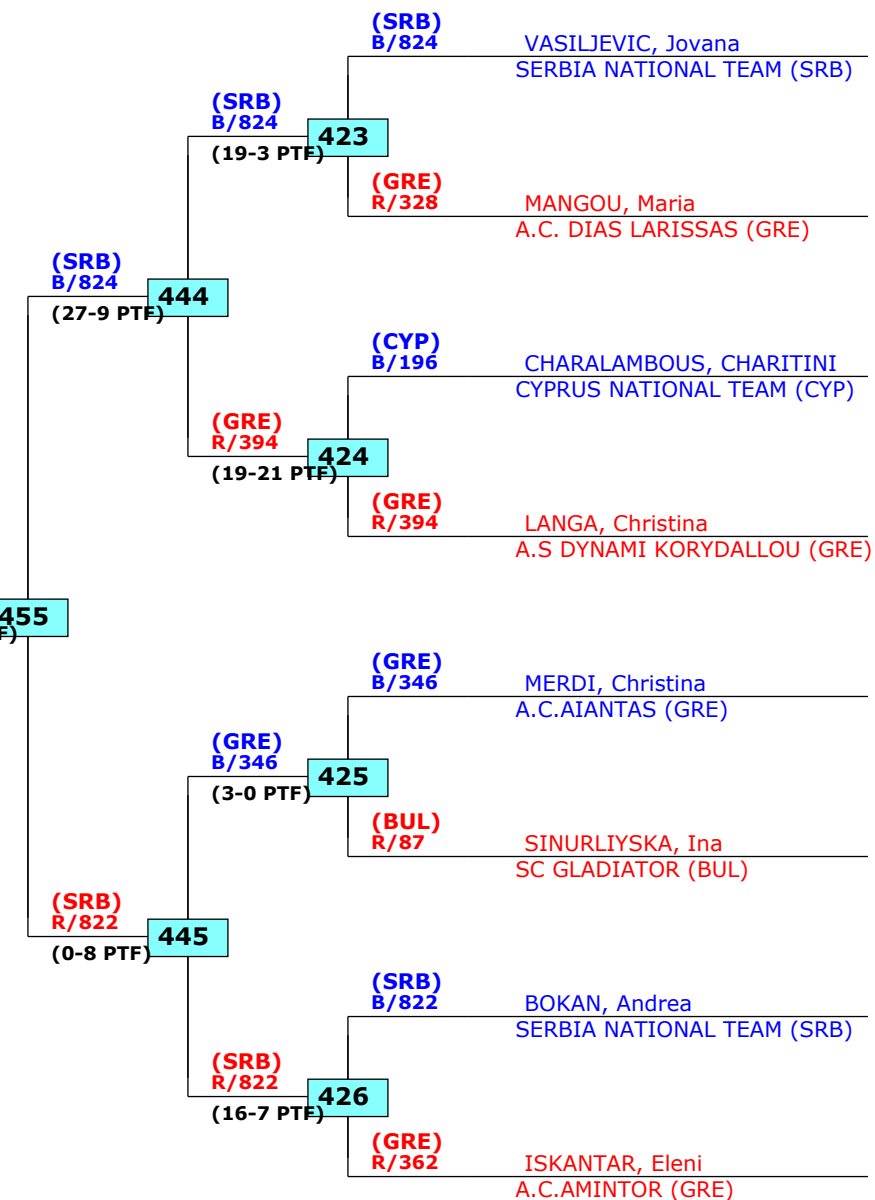 (SRB)
B/824
VASILJEVIC, Jovana
SERBIA NATIONAL TEAM (SRB)
(SRB)
B/824
423
(19-3 PTF)
(GRE)
R/328
MANGOU, Maria
A.C. DIAS LARISSAS (GRE)
(SRB)
B/824
444
(27-9 PTF)
(CYP)
B/196
CHARALAMBOUS, CHARITINI
CYPRUS NATIONAL TEAM (CYP)
(GRE)
R/394
424
(19-21 PTF)
(GRE)
R/394
LANGA, Christina
A.S DYNAMI KORYDALLOU (GRE)
455
F)
(GRE)
B/346
MERDI, Christina
A.C.AIANTAS (GRE)
(GRE)
B/346
425
(3-0 PTF)
(BUL)
R/87
SINURLIYSKA, Ina
SC GLADIATOR (BUL)
(SRB)
R/822
445
(0-8 PTF)
(SRB)
B/822
BOKAN, Andrea
SERBIA NATIONAL TEAM (SRB)
(SRB)
R/822
426
(16-7 PTF)
(GRE)
R/362
ISKANTAR, Eleni
A.C.AMINTOR (GRE)